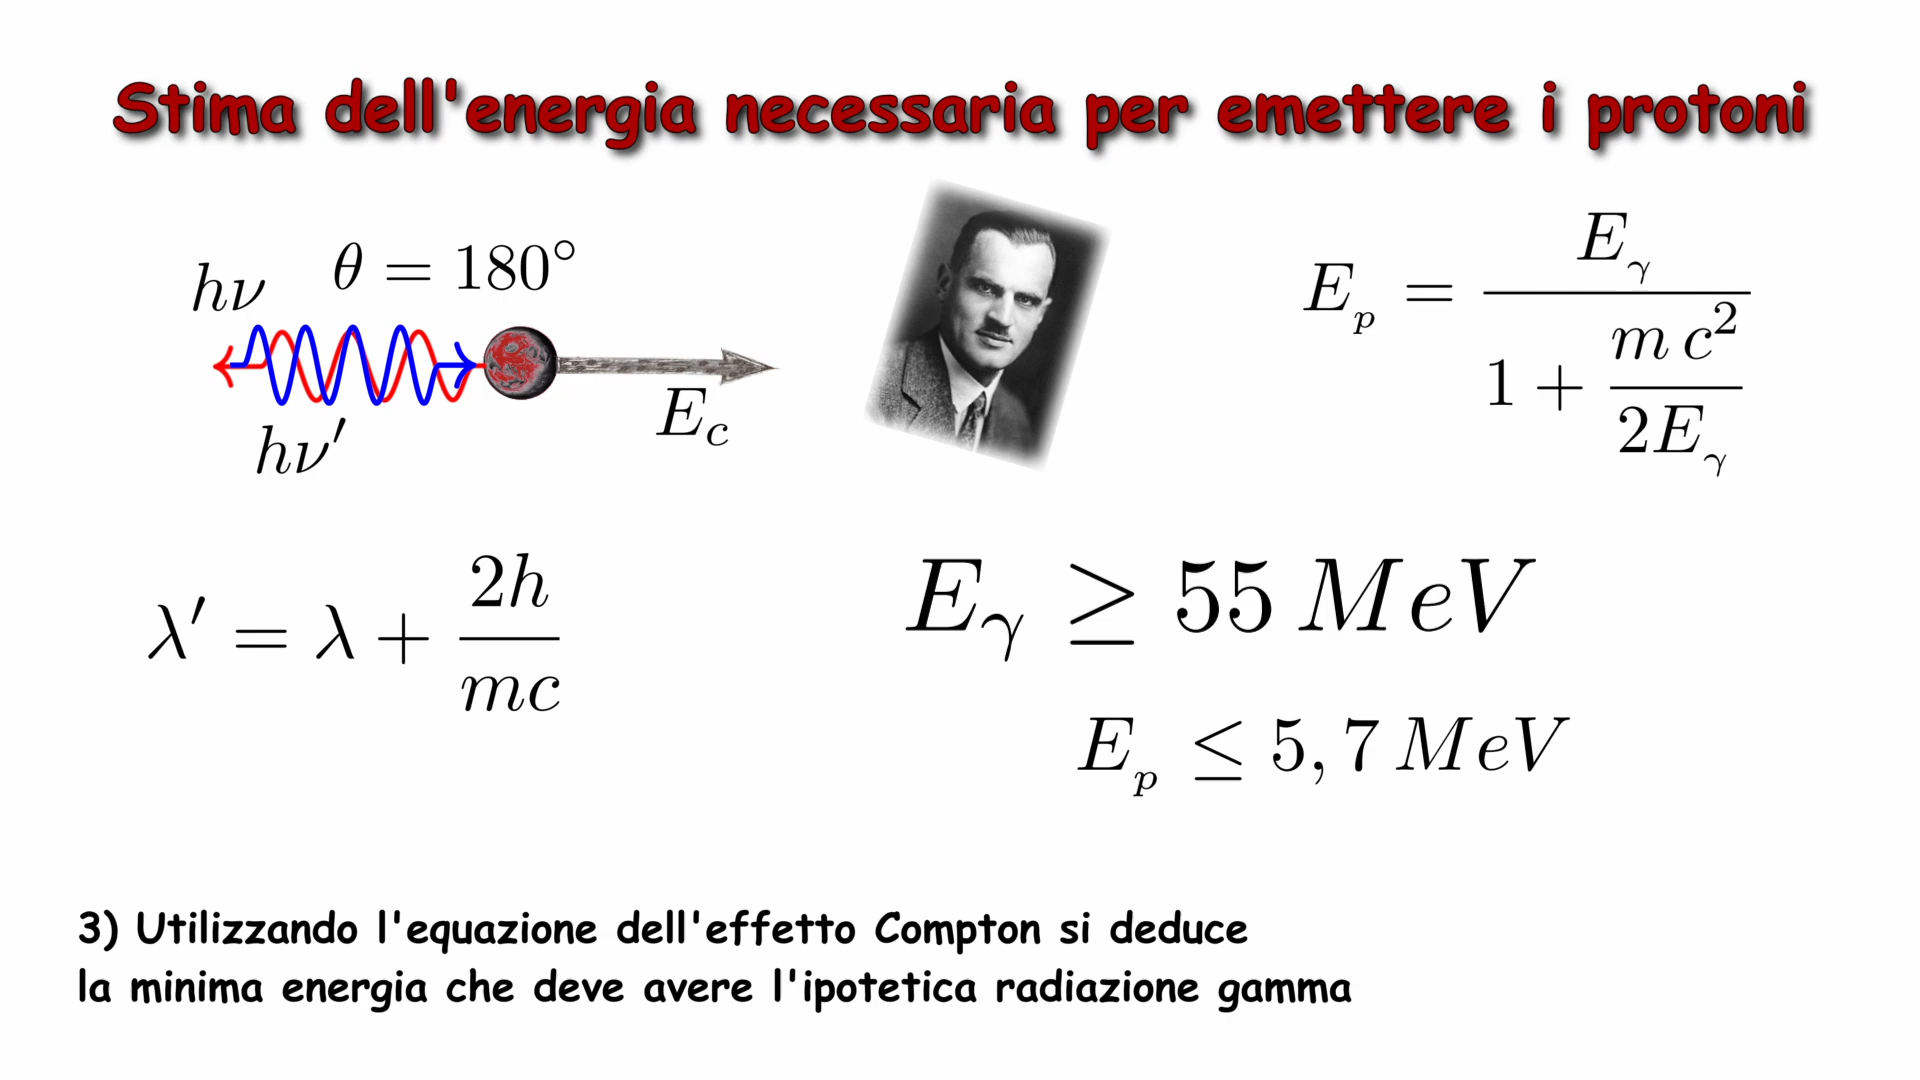 Stima dell'energia necessaria per emettere i protoni
hν θ = 180°
hν′
E_c
E_p = E_γ / (1 + m c² / 2E_γ)
λ′ = λ + 2h / mc
E_γ ≥ 55 MeV
E_p ≤ 5,7 MeV
3) Utilizzando l'equazione dell'effetto Compton si deduce
la minima energia che deve avere l'ipotetica radiazione gamma